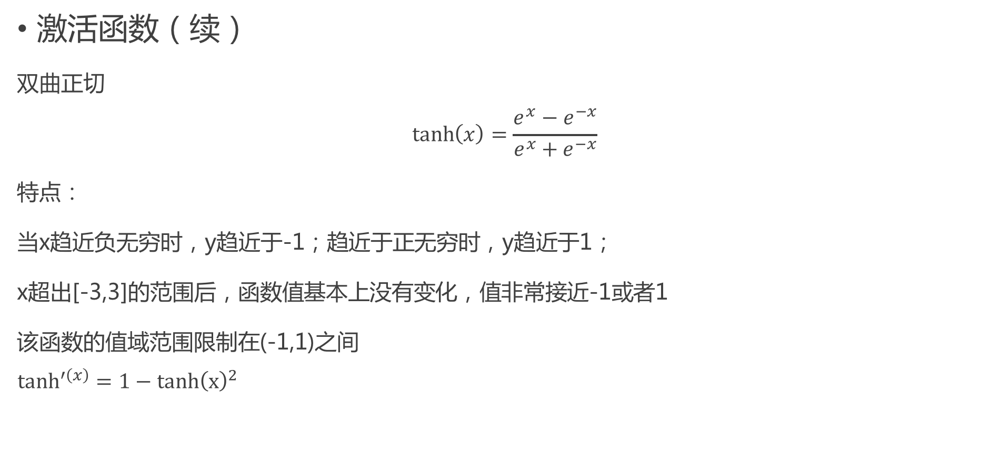 • 激活函数（续）
双曲正切
tanh(x) = \frac{e^x − e^{−x}}{e^x + e^{−x}}
特点：
当x趋近负无穷时，y趋近于-1；趋近于正无穷时，y趋近于1；
x超出[-3,3]的范围后，函数值基本上没有变化，值非常接近-1或者1
该函数的值域范围限制在(-1,1)之间
tanh′^{(x)} = 1 − tanh(x)^2